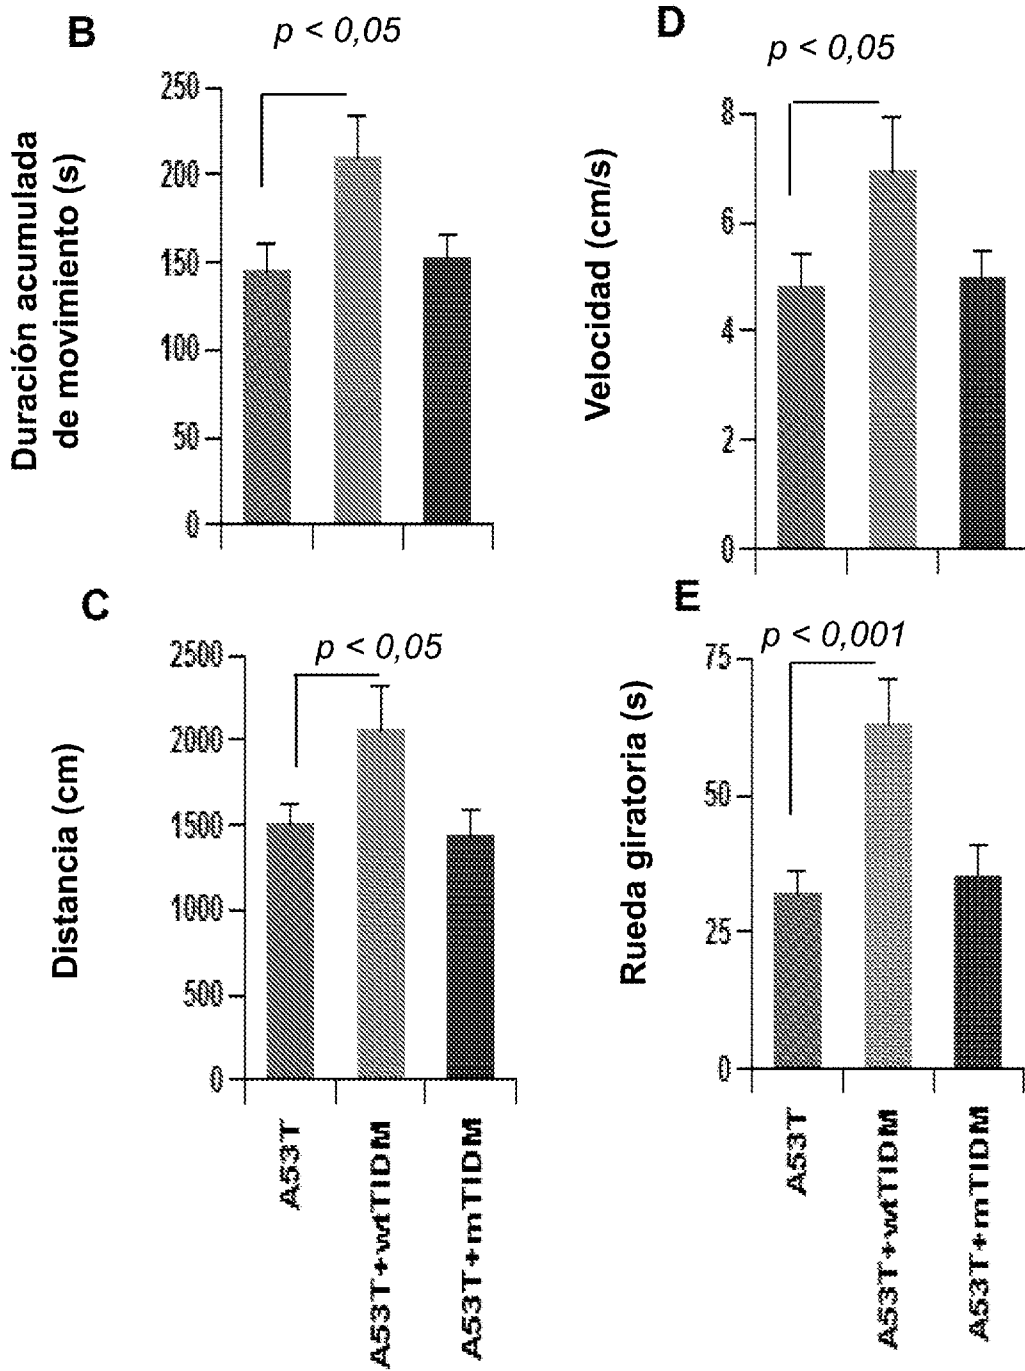 B
p < 0,05
Duración acumulada
de movimiento (s)
250
200
150
100
50
0
D
p < 0,05
Velocidad (cm/s)
8
6
4
2
0
C
p < 0,05
Distancia (cm)
2500
2000
1500
1000
500
0
A53T
A53T+wtTIDM
A53T+mTIDM
E
p < 0,001
Rueda giratoria (s)
75
50
25
0
A53T
A53T+wtTIDM
A53T+mTIDM